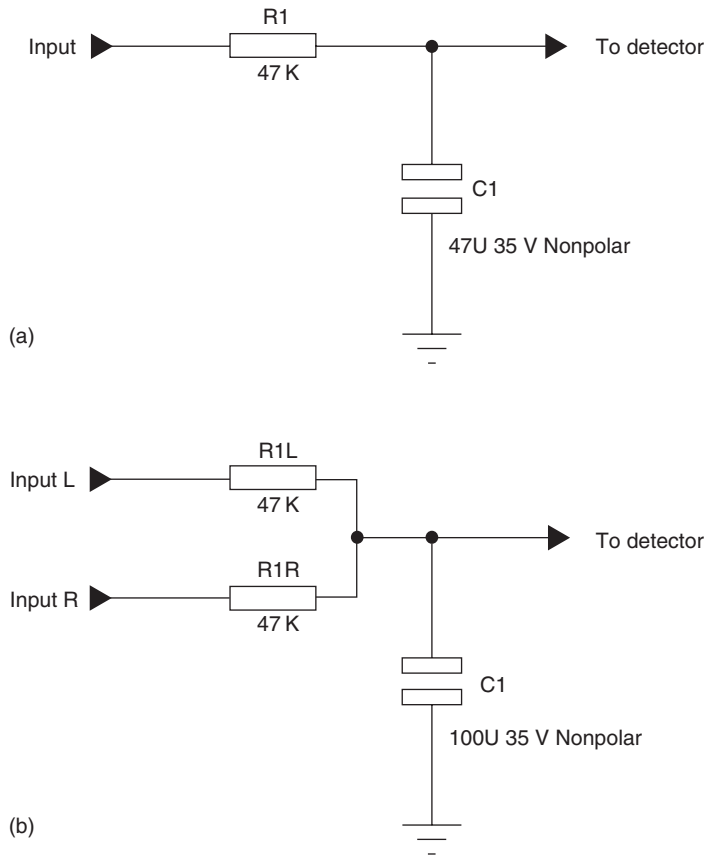 R1
Input
To detector
47 K
C1
47U 35 V Nonpolar
(a)
R1L
Input L
47 K
To detector
R1R
Input R
47 K
C1
100U 35 V Nonpolar
(b)